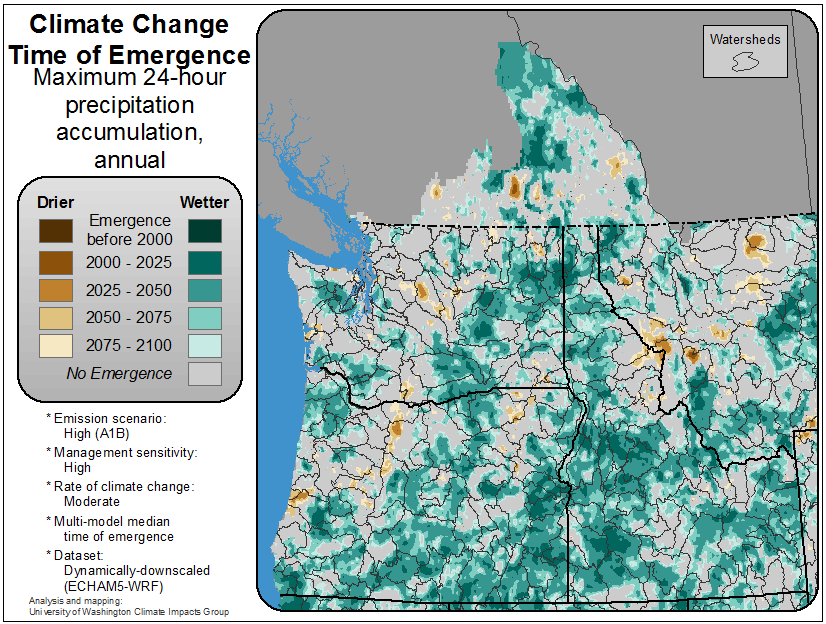 Climate Change
Time of Emergence
Maximum 24-hour
precipitation
accumulation,
annual
Drier Wetter
Emergence
before 2000
2000 - 2025
2025 - 2050
2050 - 2075
2075 - 2100
No Emergence
* Emission scenario:
High (A1B)
* Management sensitivity:
High
* Rate of climate change:
Moderate
* Multi-model median
time of emergence
* Dataset:
Dynamically-downscaled
(ECHAM5-WRF)
Analysis and mapping:
University of Washington Climate Impacts Group
Watersheds